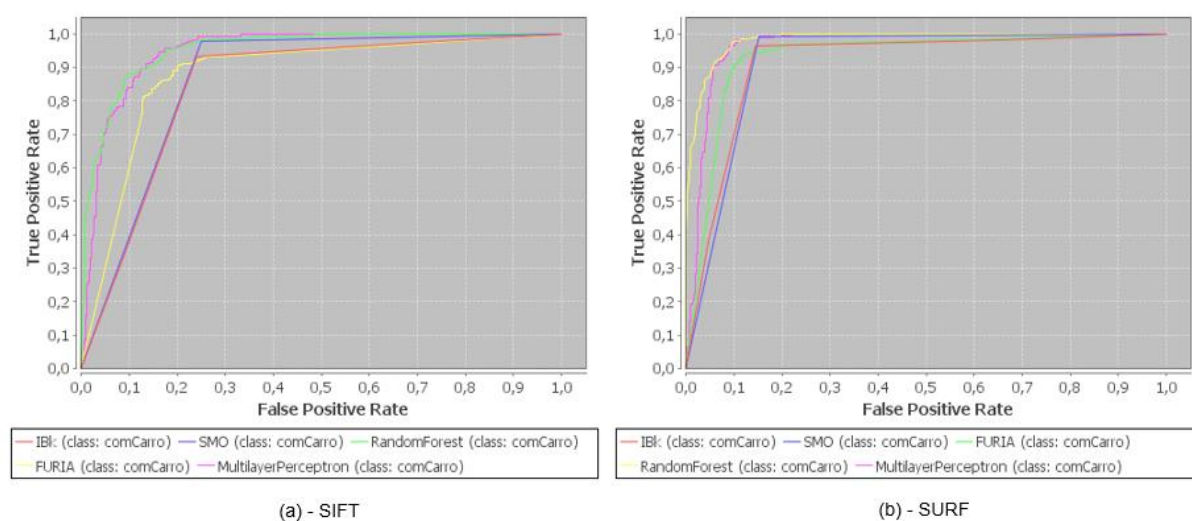 True Positive Rate
1,0
0,9
0,8
0,7
0,6
0,5
0,4
0,3
0,2
0,1
0,0
0,0 0,1 0,2 0,3 0,4 0,5 0,6 0,7 0,8 0,9 1,0
False Positive Rate
IBk (class: comCarro) SMO (class: comCarro) RandomForest (class: comCarro)
FURIA (class: comCarro) MultilayerPerceptron (class: comCarro)
(a) - SIFT
True Positive Rate
1,0
0,9
0,8
0,7
0,6
0,5
0,4
0,3
0,2
0,1
0,0
0,0 0,1 0,2 0,3 0,4 0,5 0,6 0,7 0,8 0,9 1,0
False Positive Rate
IBk (class: comCarro) SMO (class: comCarro) FURIA (class: comCarro)
RandomForest (class: comCarro) MultilayerPerceptron (class: comCarro)
(b) - SURF